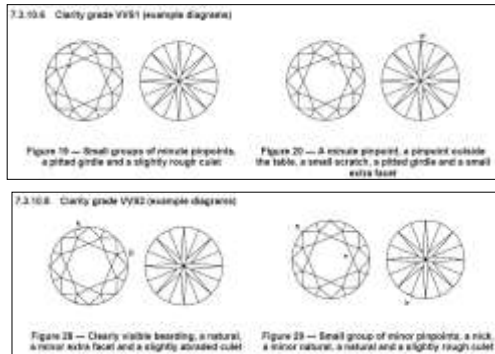 7.3.10.6 Clarity grade VVS1 (example diagrams)
Figure 19 — Small groups of minute pinpoints,
a pitted girdle and a slightly rough culet
Figure 20 — A minute pinpoint, a pinpoint outside
the table, a small scratch, a pitted girdle and a small
extra facet
7.3.10.8 Clarity grade VVS2 (example diagrams)
Figure 28 — Clearly visible bearding, a natural,
a minor extra facet and a slightly abraded culet
Figure 29 — Small group of minor pinpoints, a nick,
a minor natural, a natural and slightly rough culet